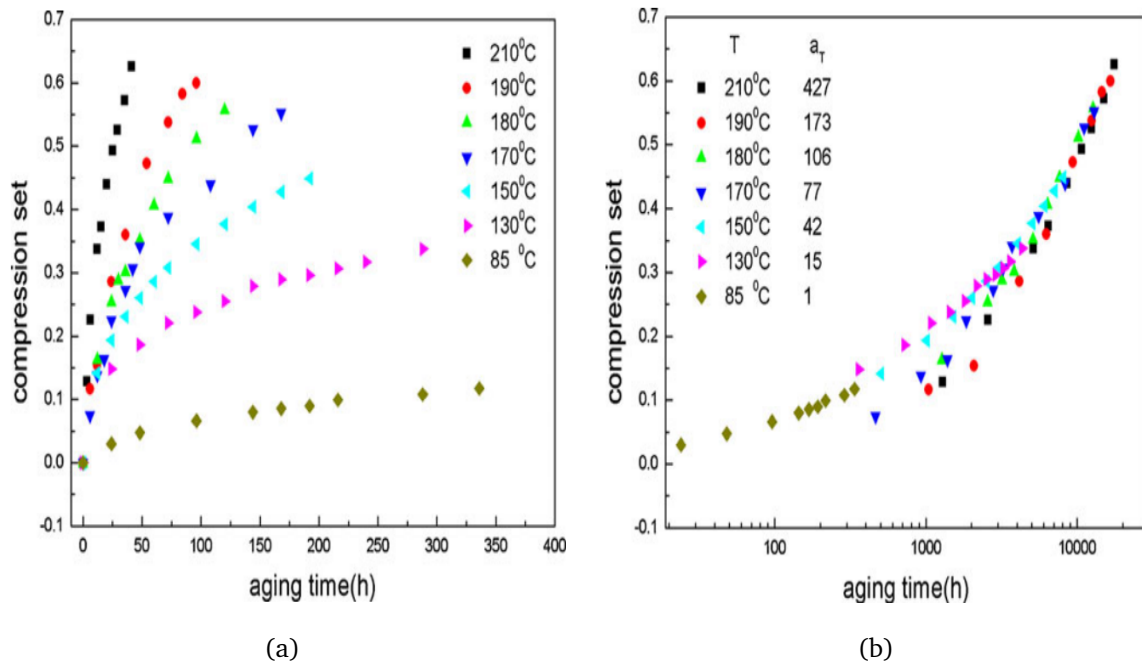 0.7
0.6
0.5
0.4
0.3
0.2
0.1
0.0
-0.1
compression set
210⁰C
190⁰C
180⁰C
170⁰C
150⁰C
130⁰C
85 ⁰C
0 50 100 150 200 250 300 350 400
aging time(h)
(a)
0.7
0.6
0.5
0.4
0.3
0.2
0.1
0.0
-0.1
compression set
T a_T
210⁰C 427
190⁰C 173
180⁰C 106
170⁰C 77
150⁰C 42
130⁰C 15
85 ⁰C 1
100 1000 10000
aging time(h)
(b)